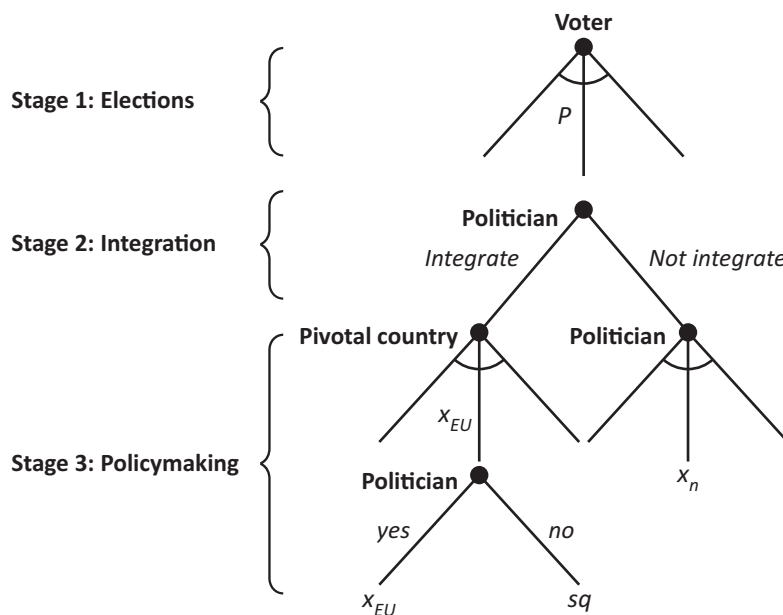 Voter
Stage 1: Elections
P
Politician
Stage 2: Integration
Integrate
Not integrate
Pivotal country
Politician
x_EU
Stage 3: Policymaking
x_n
Politician
yes
no
x_EU
sq